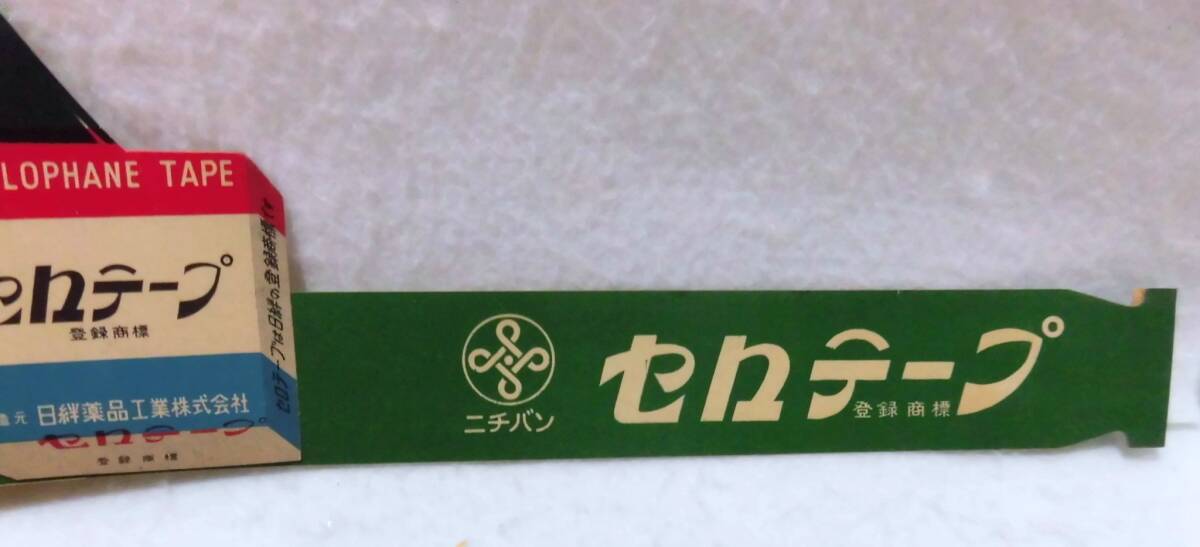 LOPHANE TAPE
セロテープ
登録商標
造元 日絆薬品工業株式会社
セロテープ
登録商標
セロテープは日絆の登録商標です
ニチバン
セロテープ
登録商標